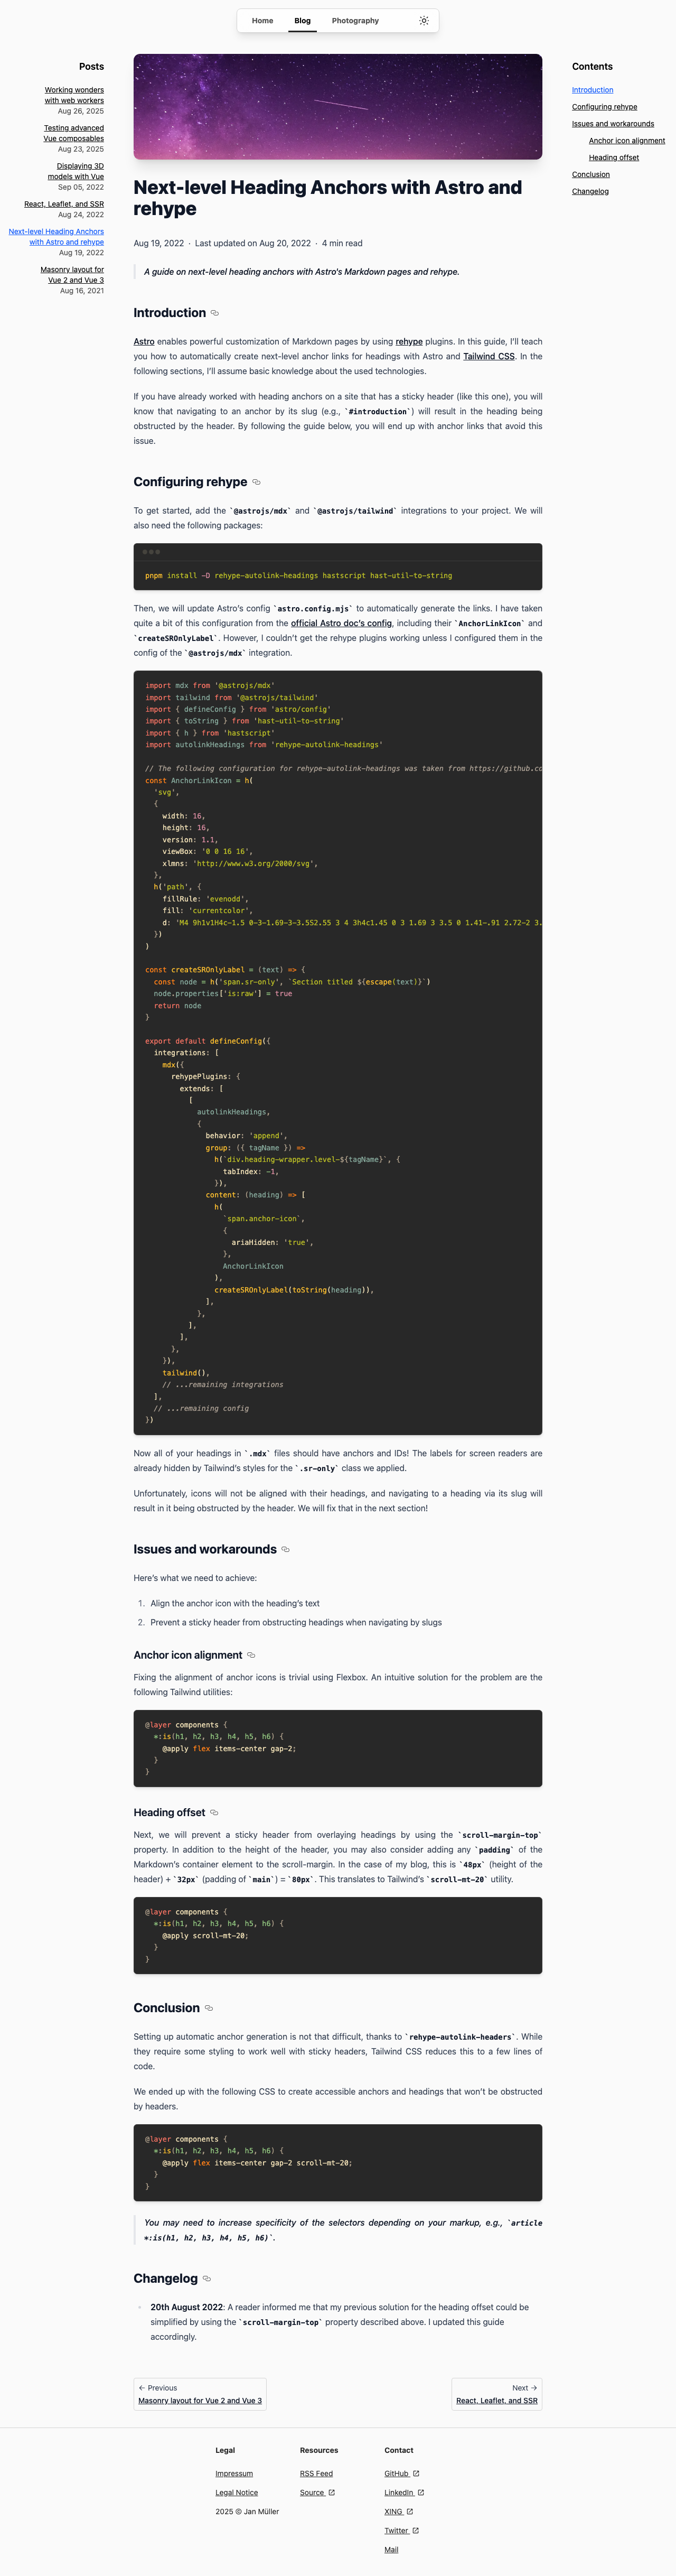 Home Blog Photography
Posts
Working wonders
with web workers
Aug 26, 2025
Testing advanced
Vue composables
Aug 23, 2025
Displaying 3D
models with Vue
Sep 05, 2022
React, Leaflet, and SSR
Aug 24, 2022
Next-level Heading Anchors
with Astro and rehype
Aug 19, 2022
Masonry layout for
Vue 2 and Vue 3
Aug 16, 2021
Contents
Introduction
Configuring rehype
Issues and workarounds
Anchor icon alignment
Heading offset
Conclusion
Changelog
Next-level Heading Anchors with Astro and
rehype
Aug 19, 2022 · Last updated on Aug 20, 2022 · 4 min read
A guide on next-level heading anchors with Astro's Markdown pages and rehype.
Introduction
Astro enables powerful customization of Markdown pages by using rehype plugins. In this guide, I'll teach
you how to automatically create next-level anchor links for headings with Astro and Tailwind CSS. In the
following sections, I'll assume basic knowledge about the used technologies.
If you have already worked with heading anchors on a site that has a sticky header (like this one), you will
know that navigating to an anchor by its slug (e.g., `#introduction`) will result in the heading being
obstructed by the header. By following the guide below, you will end up with anchor links that avoid this
issue.
Configuring rehype
To get started, add the `@astrojs/mdx` and `@astrojs/tailwind` integrations to your project. We will
also need the following packages:
pnpm install -D rehype-autolink-headings hastscript hast-util-to-string
Then, we will update Astro's config `astro.config.mjs` to automatically generate the links. I have taken
quite a bit of this configuration from the official Astro doc's config, including their `AnchorLinkIcon` and
`createSROnlyLabel`. However, I couldn't get the rehype plugins working unless I configured them in the
config of the `@astrojs/mdx` integration.
import mdx from '@astrojs/mdx'
import tailwind from '@astrojs/tailwind'
import { defineConfig } from 'astro/config'
import { toString } from 'hast-util-to-string'
import { h } from 'hastscript'
import autolinkHeadings from 'rehype-autolink-headings'
// The following configuration for rehype-autolink-headings was taken from https://github.co
const AnchorLinkIcon = h(
'svg',
{
width: 16,
height: 16,
version: 1.1,
viewBox: '0 0 16 16',
xlmns: 'http://www.w3.org/2000/svg',
},
h('path', {
fillRule: 'evenodd',
fill: 'currentcolor',
d: 'M4 9h1v1H4c-1.5 0-3-1.69-3-3.5S2.55 3 4 3h4c1.45 0 3 1.69 3 3.5 0 1.41-.91 2.72-2 3.
})
)
const createSROnlyLabel = (text) => {
const node = h('span.sr-only', `Section titled ${escape(text)}`)
node.properties['is:raw'] = true
return node
}
export default defineConfig({
integrations: [
mdx({
rehypePlugins: {
extends: [
[
autolinkHeadings,
{
behavior: 'append',
group: ({ tagName }) =>
h(`div.heading-wrapper.level-${tagName}`, {
tabIndex: -1,
}),
content: (heading) => [
h(
`span.anchor-icon`,
{
ariaHidden: 'true',
},
AnchorLinkIcon
),
createSROnlyLabel(toString(heading)),
],
},
],
],
},
}),
tailwind(),
// ...remaining integrations
],
// ...remaining config
})
Now all of your headings in `.mdx` files should have anchors and IDs! The labels for screen readers are
already hidden by Tailwind's styles for the `.sr-only` class we applied.
Unfortunately, icons will not be aligned with their headings, and navigating to a heading via its slug will
result in it being obstructed by the header. We will fix that in the next section!
Issues and workarounds
Here's what we need to achieve:
1. Align the anchor icon with the heading's text
2. Prevent a sticky header from obstructing headings when navigating by slugs
Anchor icon alignment
Fixing the alignment of anchor icons is trivial using Flexbox. An intuitive solution for the problem are the
following Tailwind utilities:
@layer components {
*:is(h1, h2, h3, h4, h5, h6) {
@apply flex items-center gap-2;
}
}
Heading offset
Next, we will prevent a sticky header from overlaying headings by using the `scroll-margin-top`
property. In addition to the height of the header, you may also consider adding any `padding` of the
Markdown's container element to the scroll-margin. In the case of my blog, this is `48px` (height of the
header) + `32px` (padding of `main`) = `80px`. This translates to Tailwind's `scroll-mt-20` utility.
@layer components {
*:is(h1, h2, h3, h4, h5, h6) {
@apply scroll-mt-20;
}
}
Conclusion
Setting up automatic anchor generation is not that difficult, thanks to `rehype-autolink-headers`. While
they require some styling to work well with sticky headers, Tailwind CSS reduces this to a few lines of
code.
We ended up with the following CSS to create accessible anchors and headings that won't be obstructed
by headers.
@layer components {
*:is(h1, h2, h3, h4, h5, h6) {
@apply flex items-center gap-2 scroll-mt-20;
}
}
You may need to increase specificity of the selectors depending on your markup, e.g., `article
*:is(h1, h2, h3, h4, h5, h6)`.
Changelog
20th August 2022: A reader informed me that my previous solution for the heading offset could be
simplified by using the `scroll-margin-top` property described above. I updated this guide
accordingly.
← Previous
Masonry layout for Vue 2 and Vue 3
Next →
React, Leaflet, and SSR
Legal
Impressum
Legal Notice
2025 © Jan Müller
Resources
RSS Feed
Source
Contact
GitHub
LinkedIn
XING
Twitter
Mail